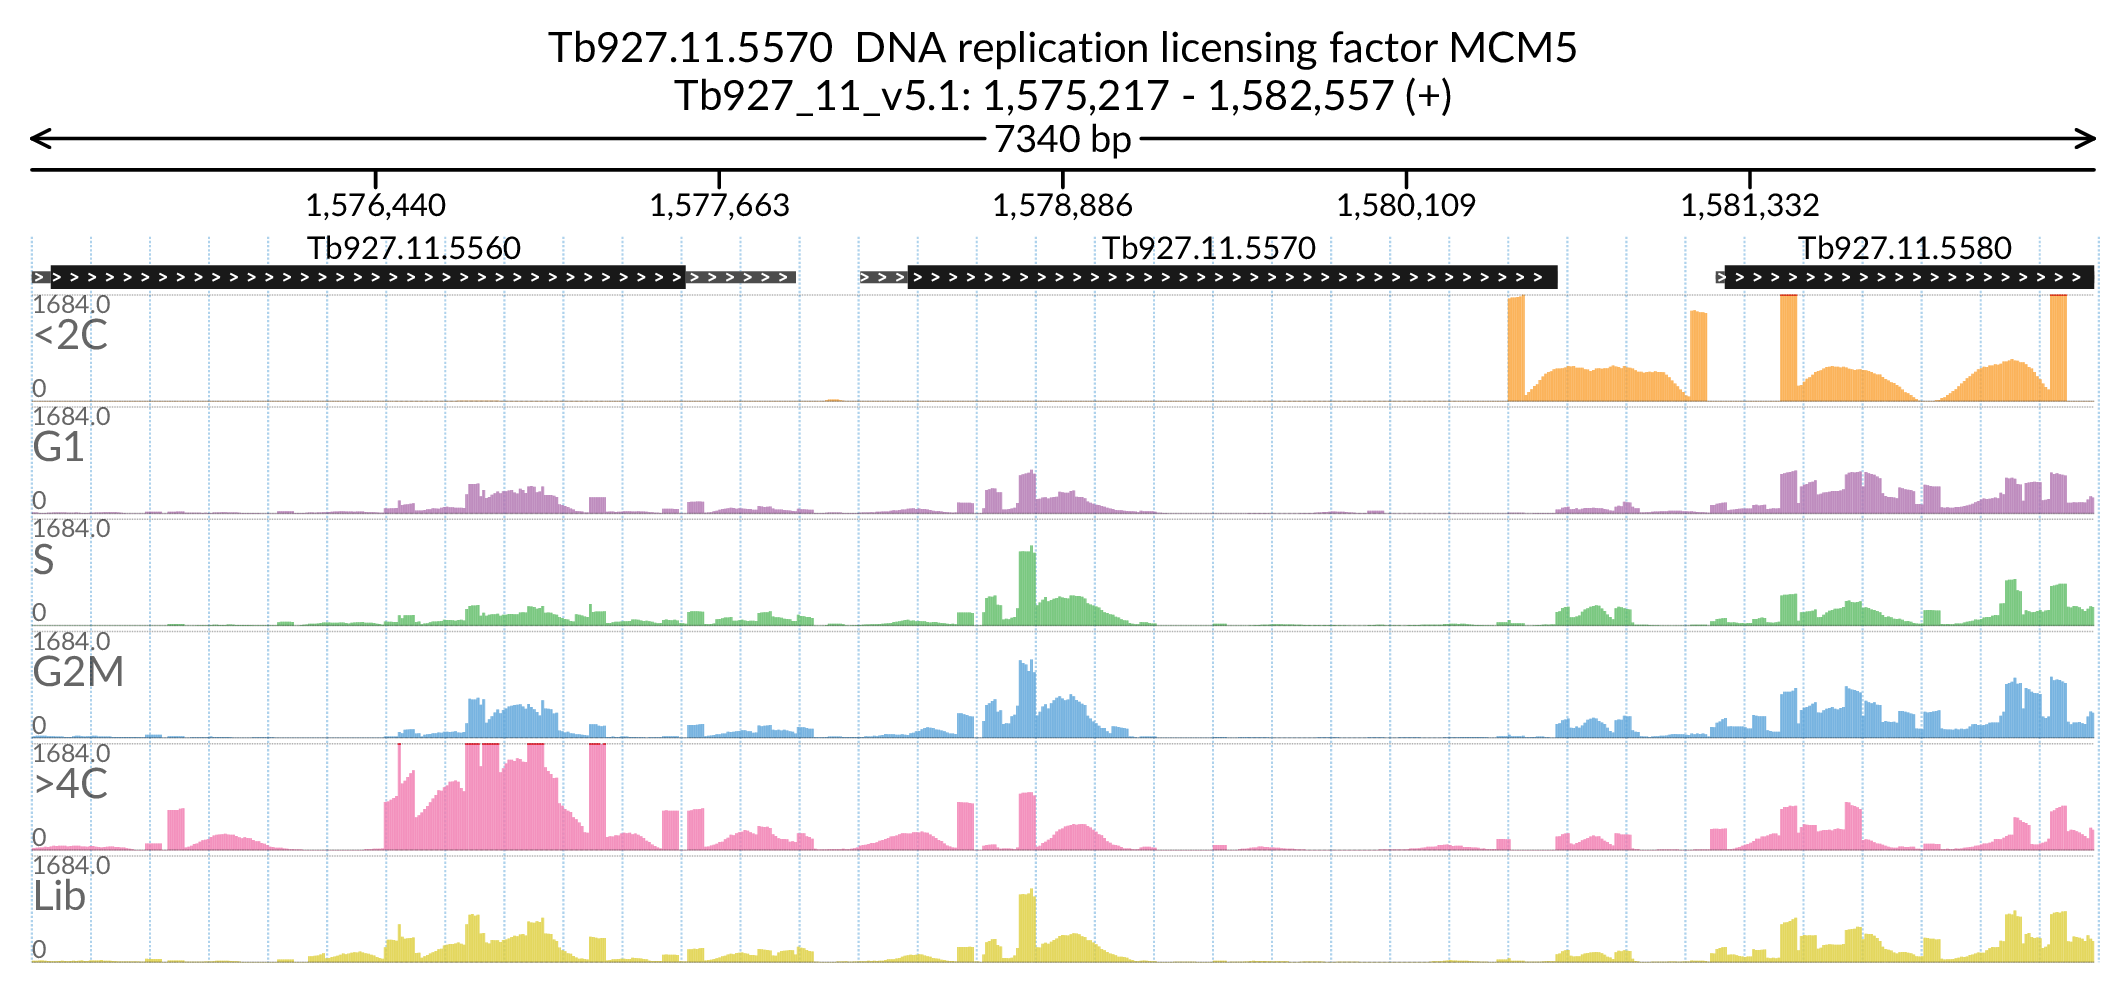 Tb927.11.5570  DNA replication licensing factor MCM5
Tb927_11_v5.1: 1,575,217 - 1,582,557 (+)
7340 bp
1,576,440 1,577,663 1,578,886 1,580,109 1,581,332
Tb927.11.5560 Tb927.11.5570 Tb927.11.5580
1684.0
<2C
0
1684.0
G1
0
1684.0
S
0
1684.0
G2M
0
1684.0
>4C
0
1684.0
Lib
0